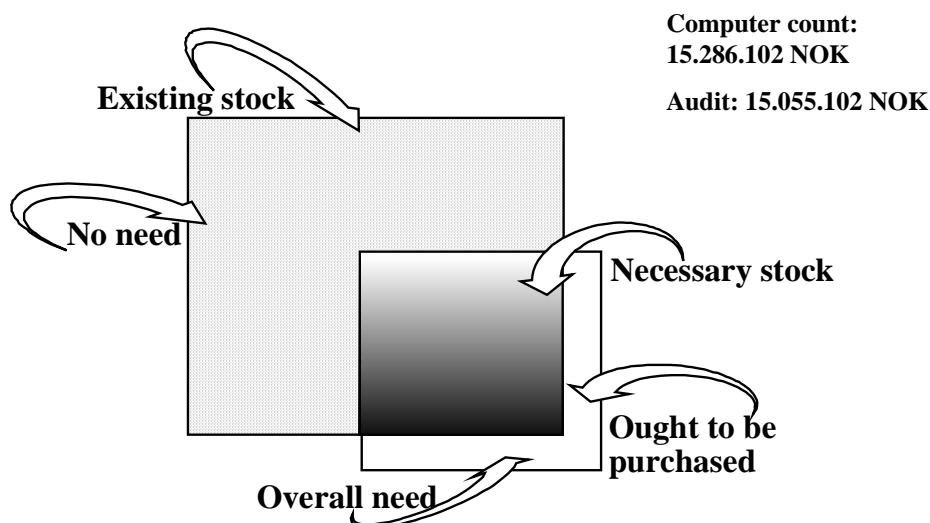 Computer count:
15.286.102 NOK
Audit: 15.055.102 NOK
Existing stock
No need
Necessary stock
Ought to be
purchased
Overall need